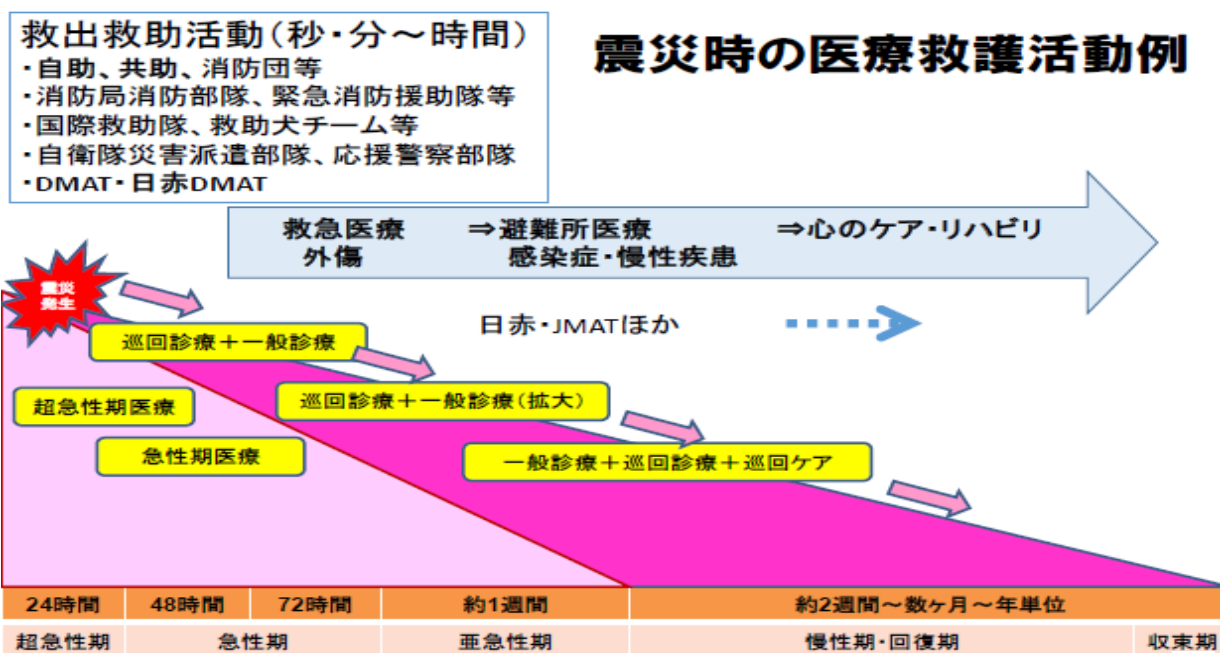 救出救助活動(秒・分～時間)
・自助、共助、消防団等
・消防局消防部隊、緊急消防援助隊等
・国際救助隊、救助犬チーム等
・自衛隊災害派遣部隊、応援警察部隊
・DMAT・日赤DMAT
震災時の医療救護活動例
救急医療 ⇒避難所医療 ⇒心のケア・リハビリ
外傷 感染症・慢性疾患
震災
発生
日赤・JMATほか
巡回診療＋一般診療
超急性期医療
巡回診療＋一般診療(拡大)
急性期医療
一般診療＋巡回診療＋巡回ケア
24時間 48時間 72時間 約1週間 約2週間～数ヶ月～年単位
超急性期 急性期 亜急性期 慢性期・回復期 収束期